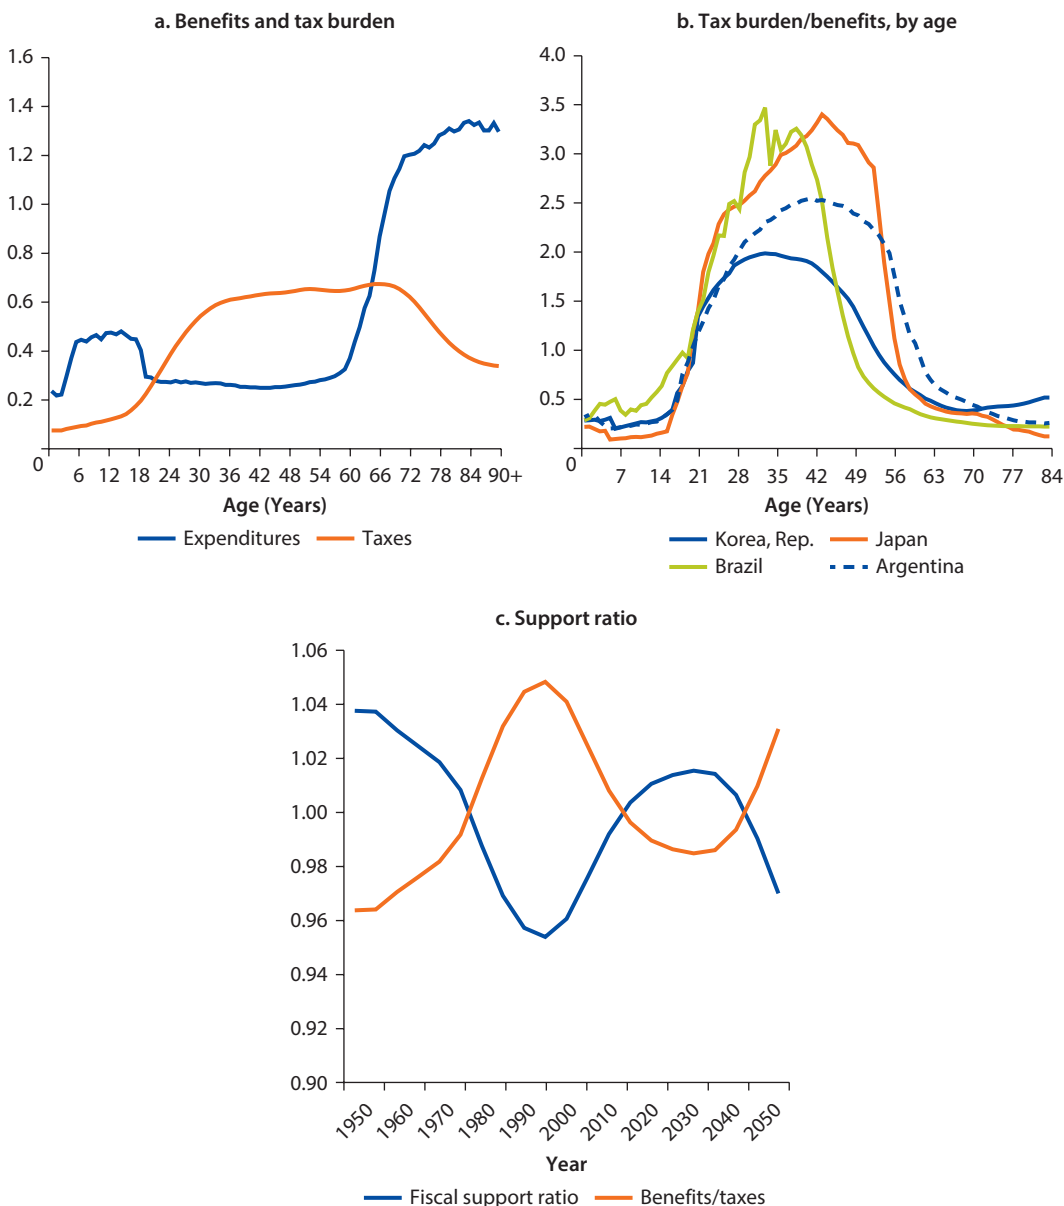 a. Benefits and tax burden
1.6
1.4
1.2
1.0
0.8
0.6
0.4
0.2
0 6 12 18 24 30 36 42 48 54 60 66 72 78 84 90+
Age (Years)
Expenditures Taxes
b. Tax burden/benefits, by age
4.0
3.5
3.0
2.5
2.0
1.5
1.0
0.5
0 7 14 21 28 35 42 49 56 63 77 84
Age (Years)
Korea, Rep. Japan
Brazil Argentina
c. Support ratio
1.06
1.04
1.02
1.00
0.98
0.96
0.94
0.92
0.90
1950 1960 1970 1980 1990 2000 2010 2020 2030 2040 2050
Year
Fiscal support ratio Benefits/taxes